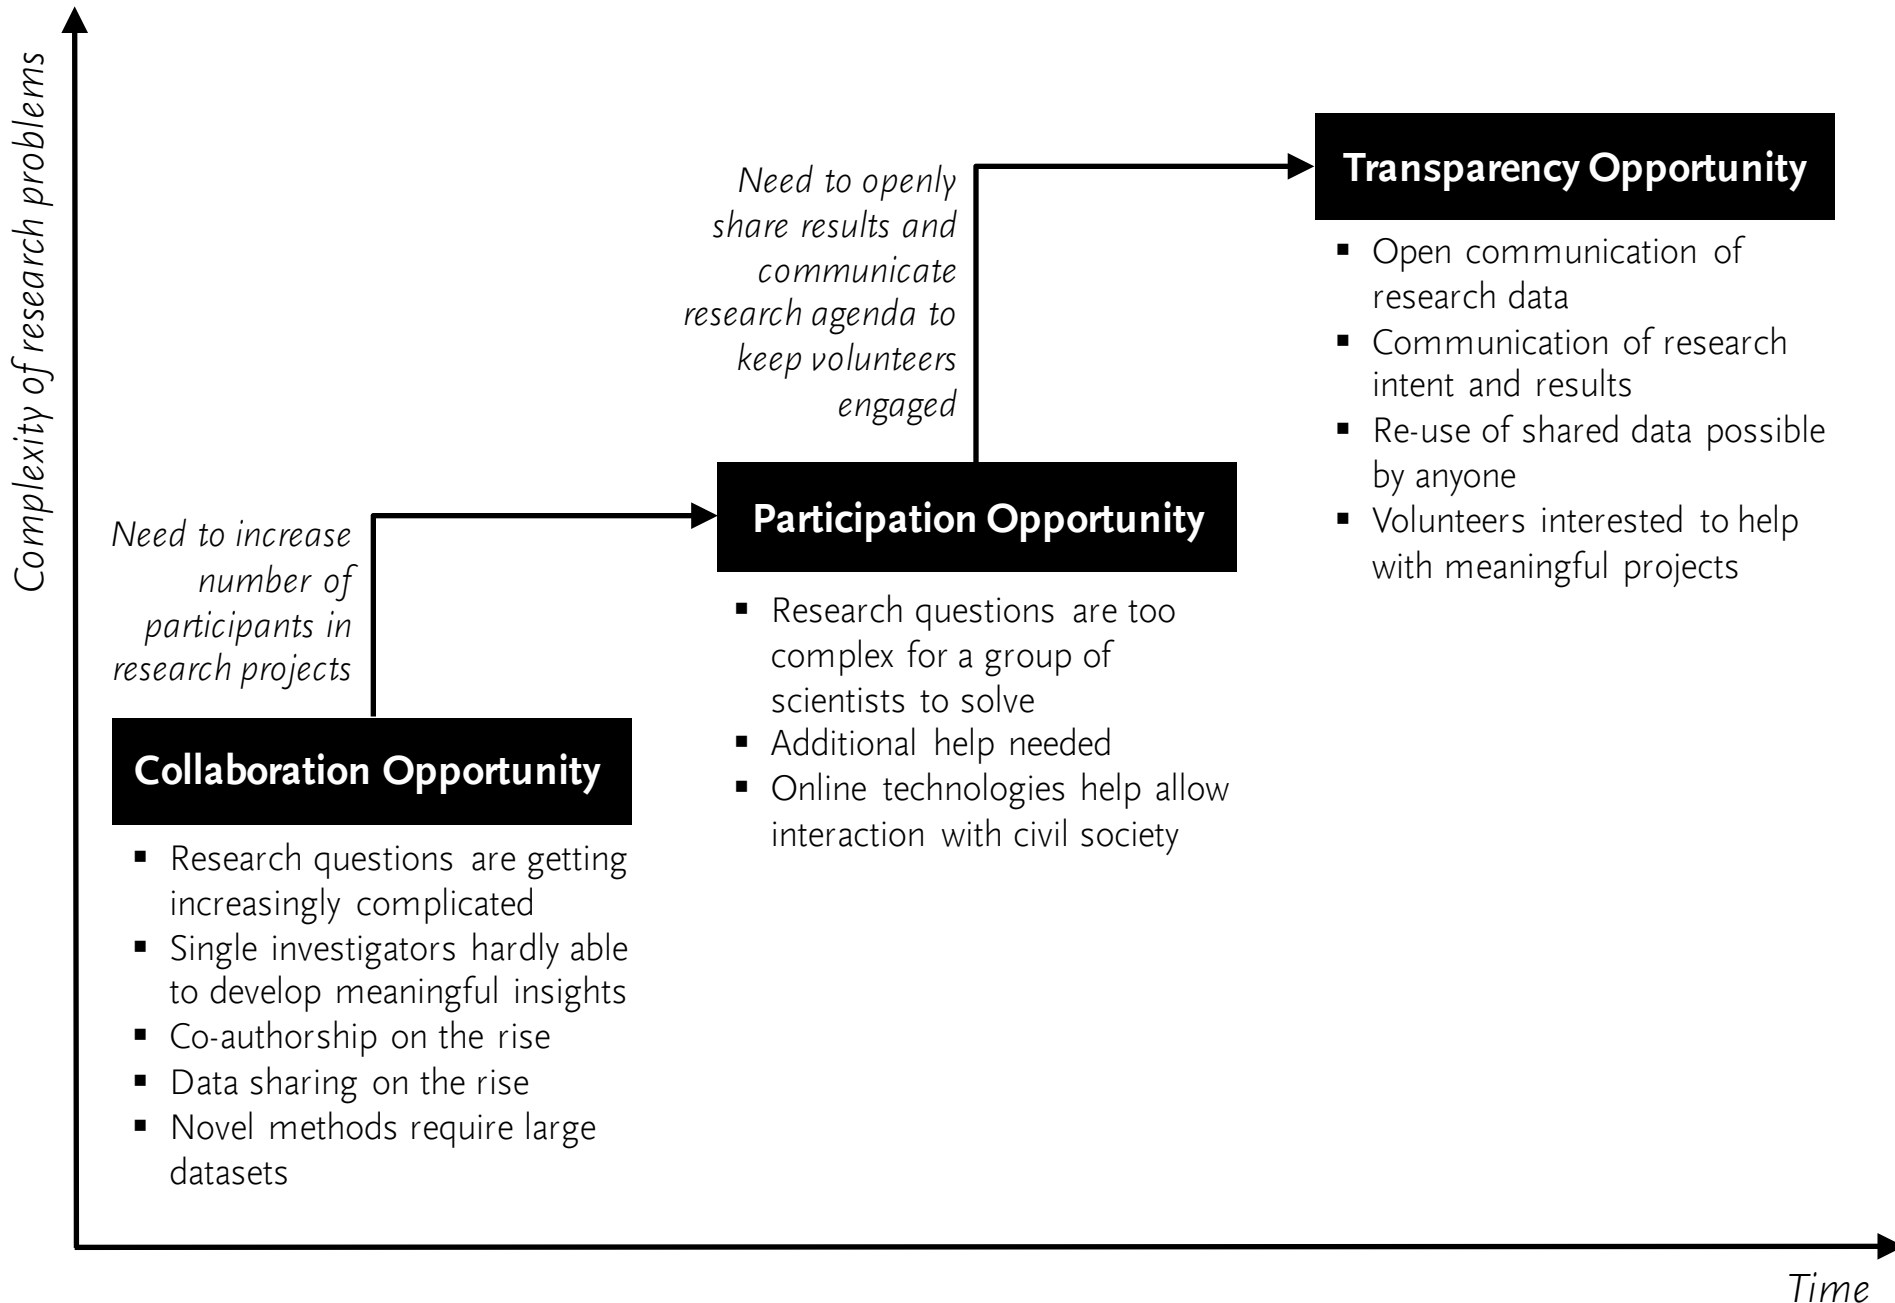 Complexity of research problems
Need to increase
number of
participants in
research projects
Collaboration Opportunity
▪ Research questions are getting
increasingly complicated
▪ Single investigators hardly able
to develop meaningful insights
▪ Co-authorship on the rise
▪ Data sharing on the rise
▪ Novel methods require large
datasets
Need to openly
share results and
communicate
research agenda to
keep volunteers
engaged
Participation Opportunity
▪ Research questions are too
complex for a group of
scientists to solve
▪ Additional help needed
▪ Online technologies help allow
interaction with civil society
Transparency Opportunity
▪ Open communication of
research data
▪ Communication of research
intent and results
▪ Re-use of shared data possible
by anyone
▪ Volunteers interested to help
with meaningful projects
Time